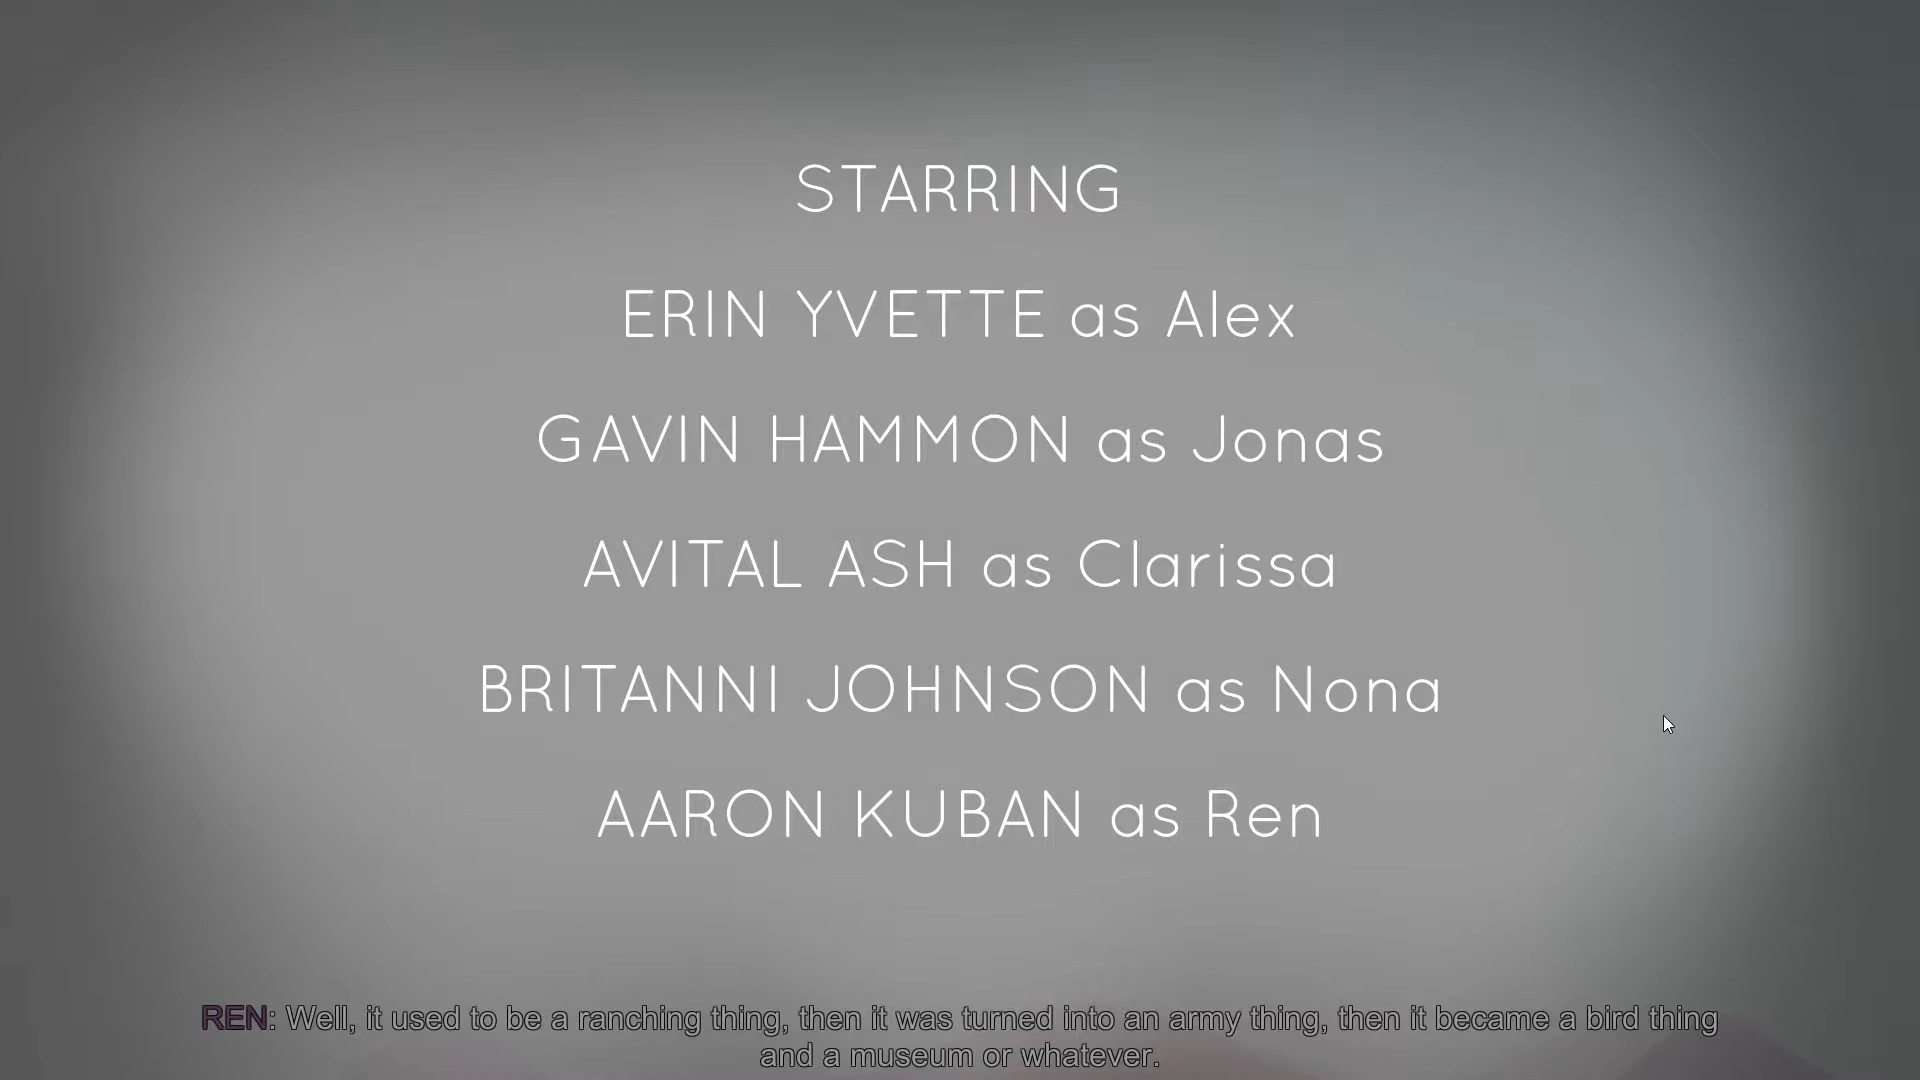 STARRING
ERIN YVETTE as Alex
GAVIN HAMMON as Jonas
AVITAL ASH as Clarissa
BRITANNI JOHNSON as Nona
AARON KUBAN as Ren
REN: Well, it used to be a ranching thing, then it was turned into an army thing, then it became a bird thing
and a museum or whatever.